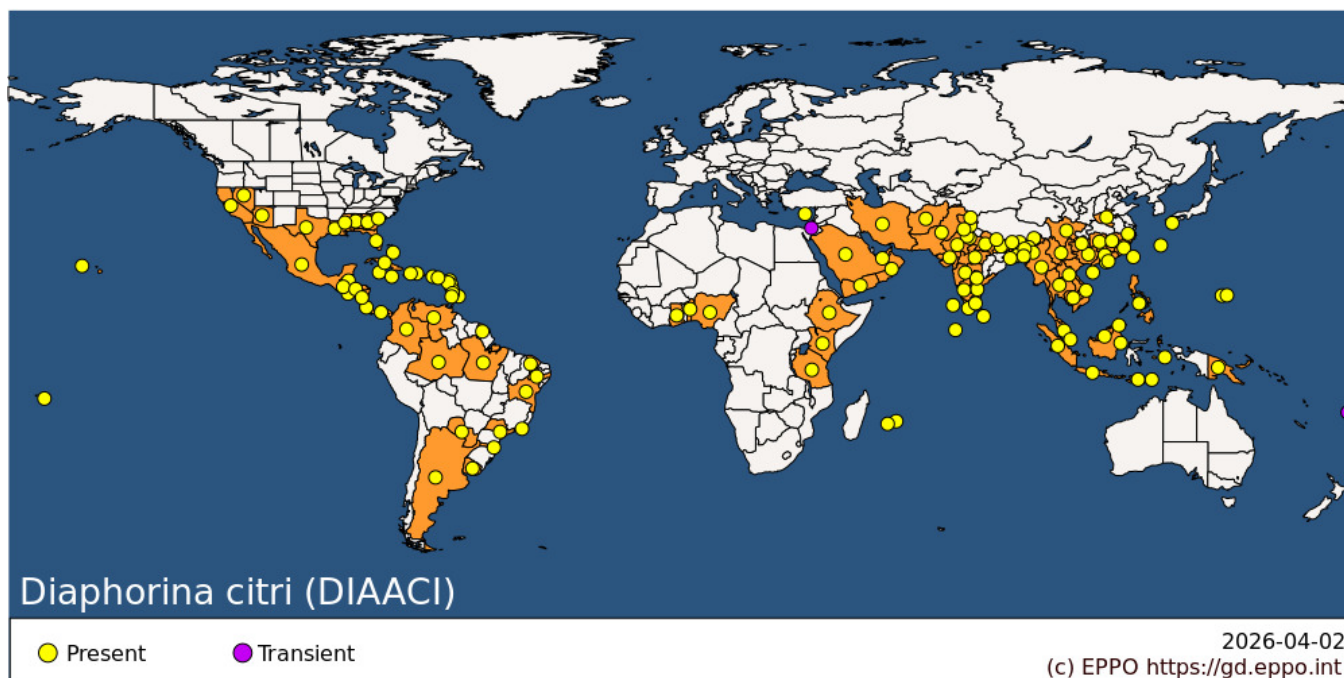 Diaphorina citri (DIAACI)
Present
Transient
2026-04-02
(c) EPPO https://gd.eppo.int